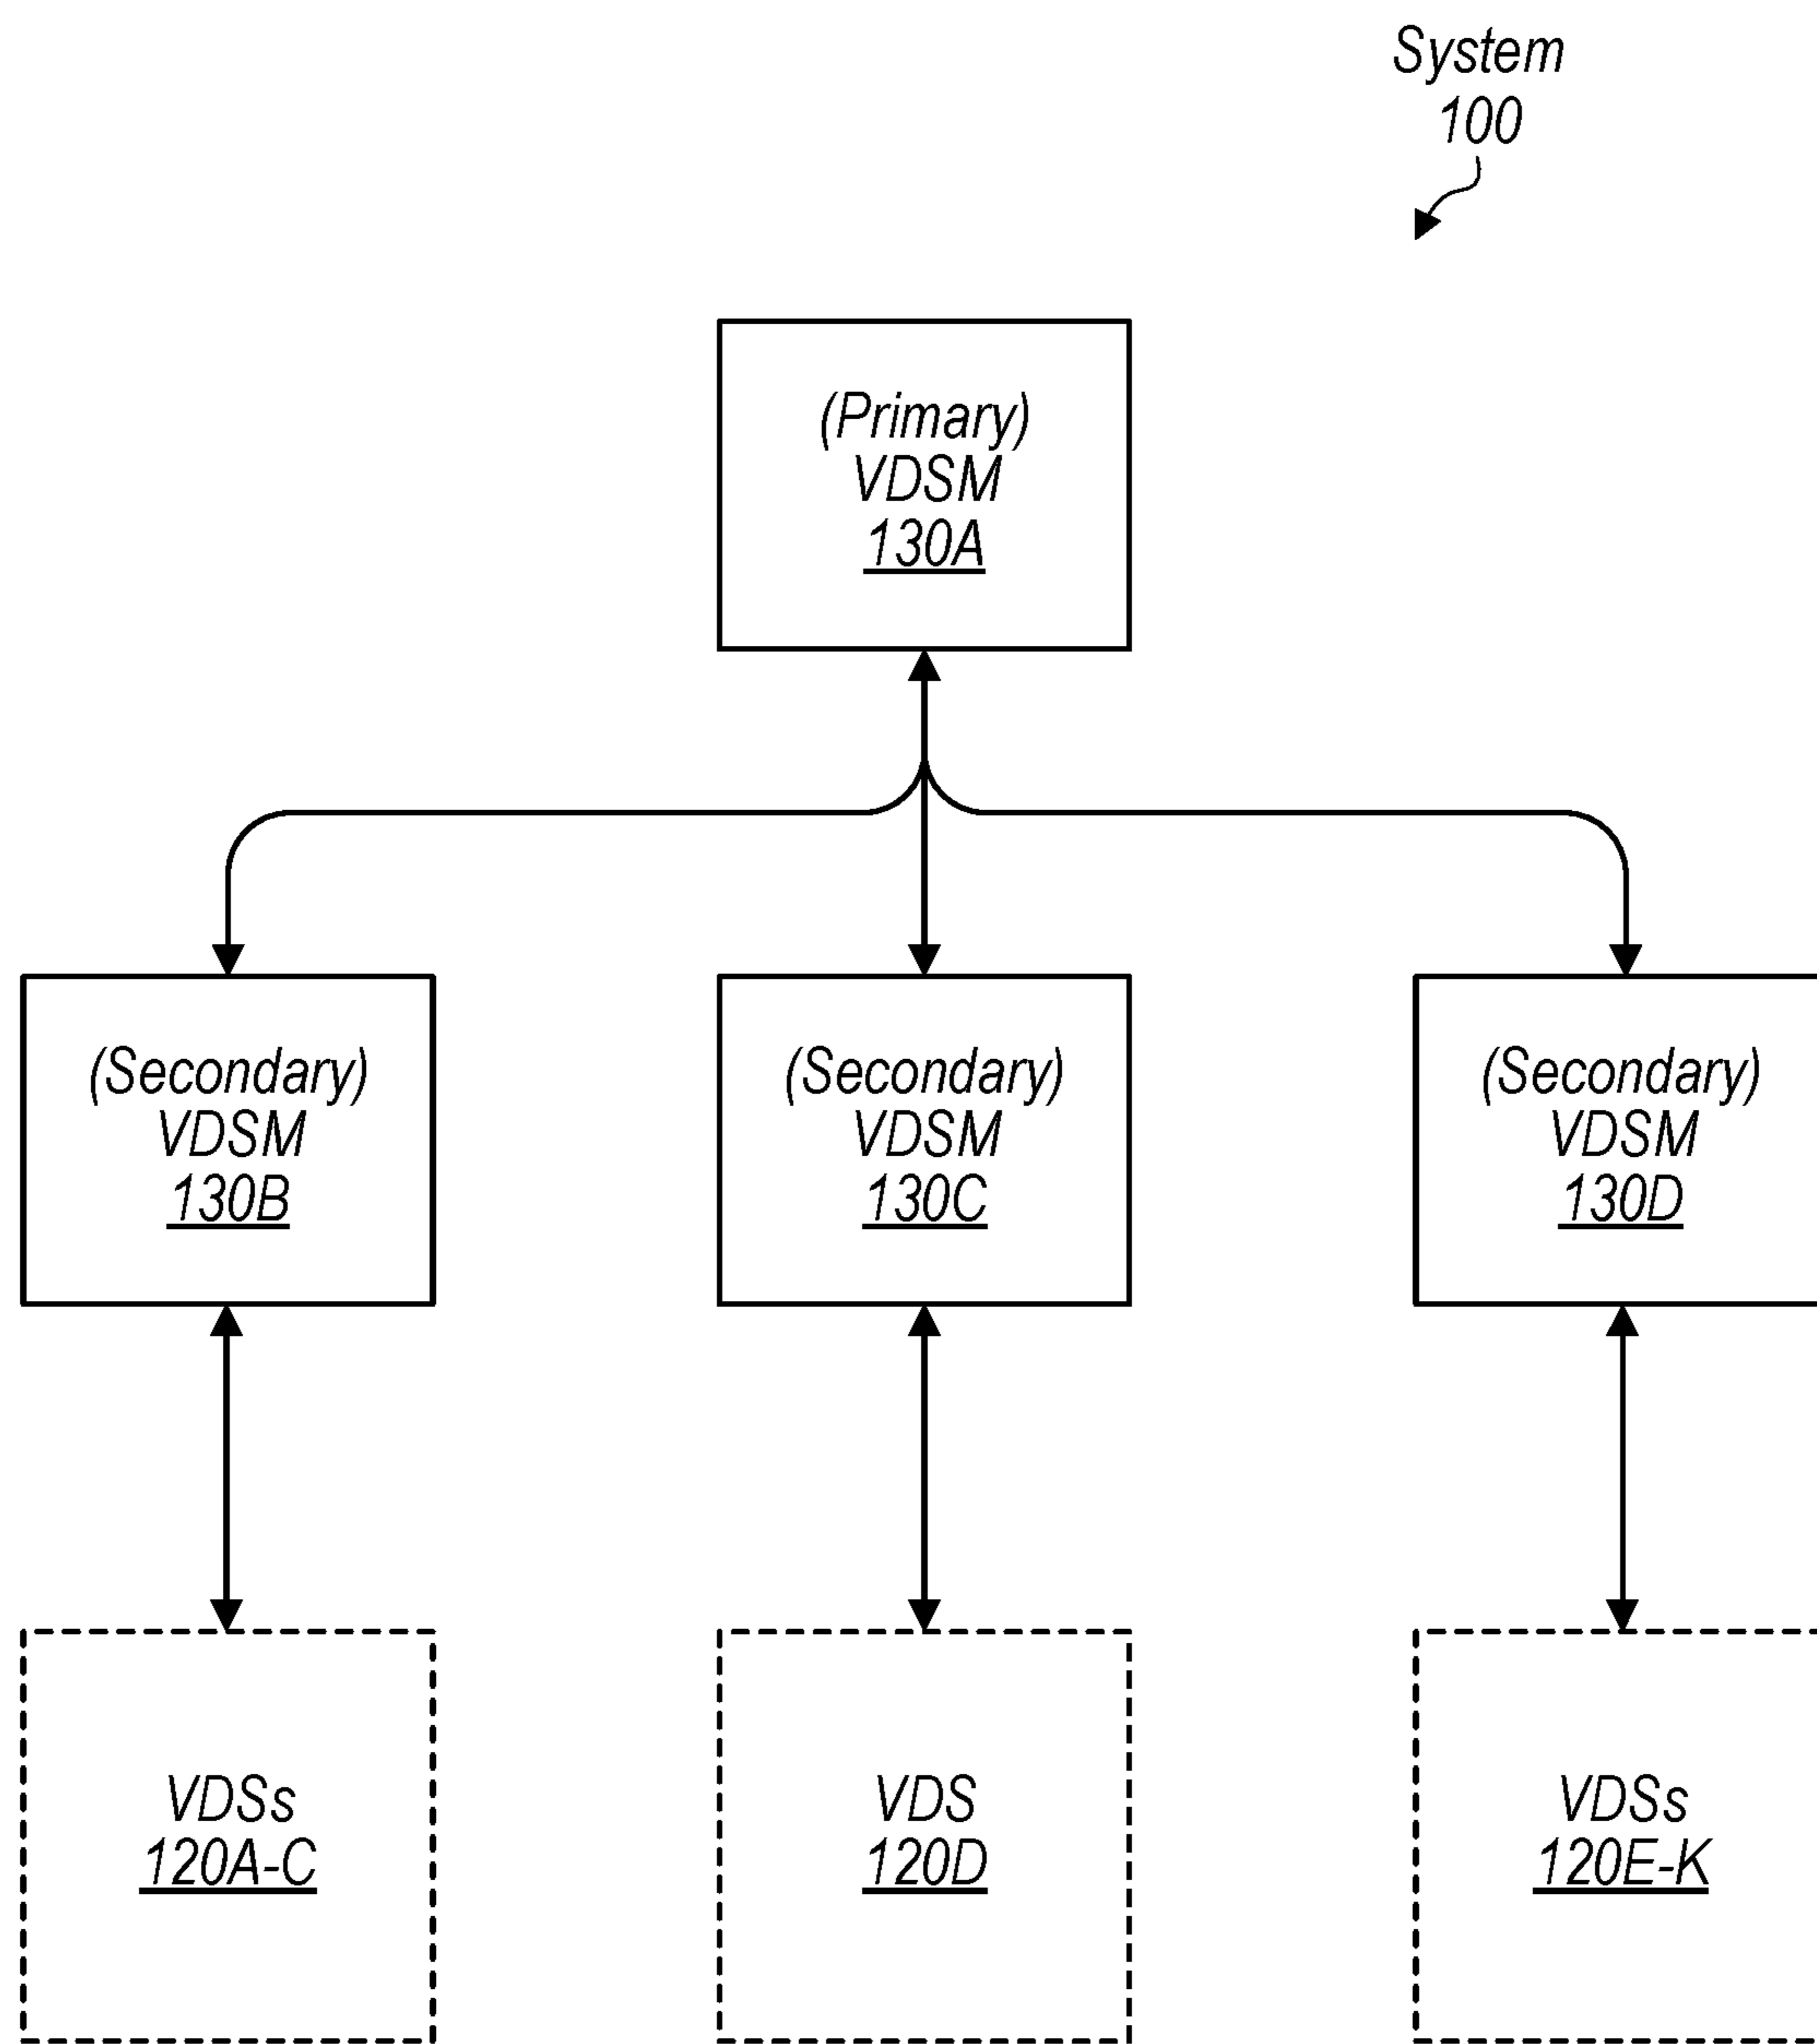 System
100
(Primary)
VDSM
130A
(Secondary)
VDSM
130B
(Secondary)
VDSM
130C
(Secondary)
VDSM
130D
VDSs
120A-C
VDS
120D
VDSs
120E-K